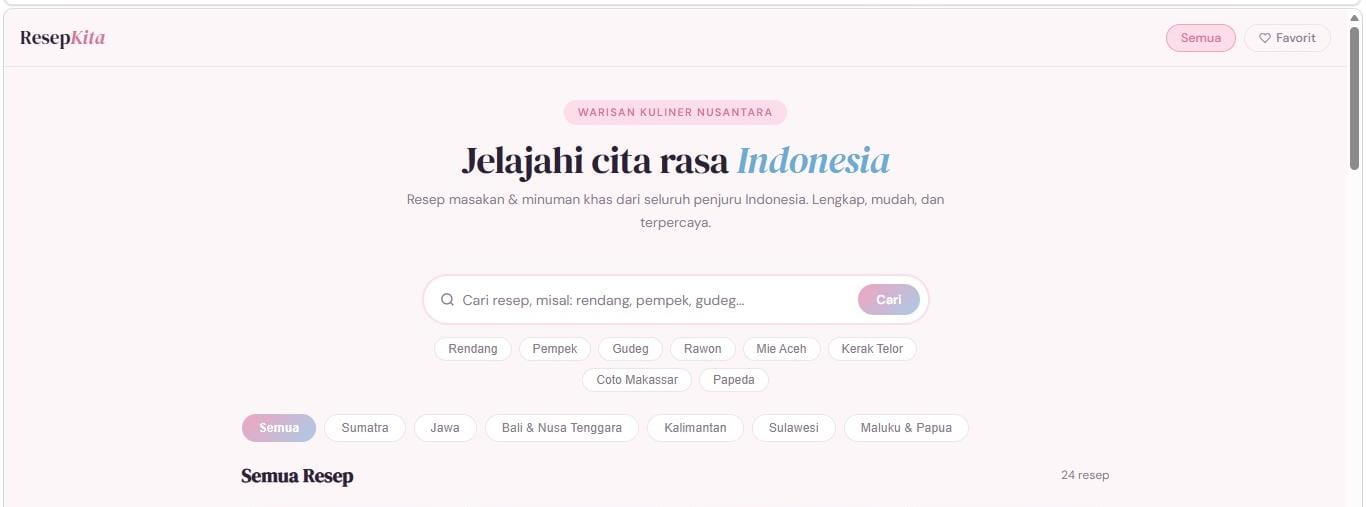 ResepKita
Semua
Favorit
WARISAN KULINER NUSANTARA
Jelajahi cita rasa Indonesia
Resep masakan & minuman khas dari seluruh penjuru Indonesia. Lengkap, mudah, dan
terpercaya.
Cari resep, misal: rendang, pempek, gudeg...
Cari
Rendang Pempek Gudeg Rawon Mie Aceh Kerak Telor
Coto Makassar Papeda
Semua Sumatra Jawa Bali & Nusa Tenggara Kalimantan Sulawesi Maluku & Papua
Semua Resep
24 resep